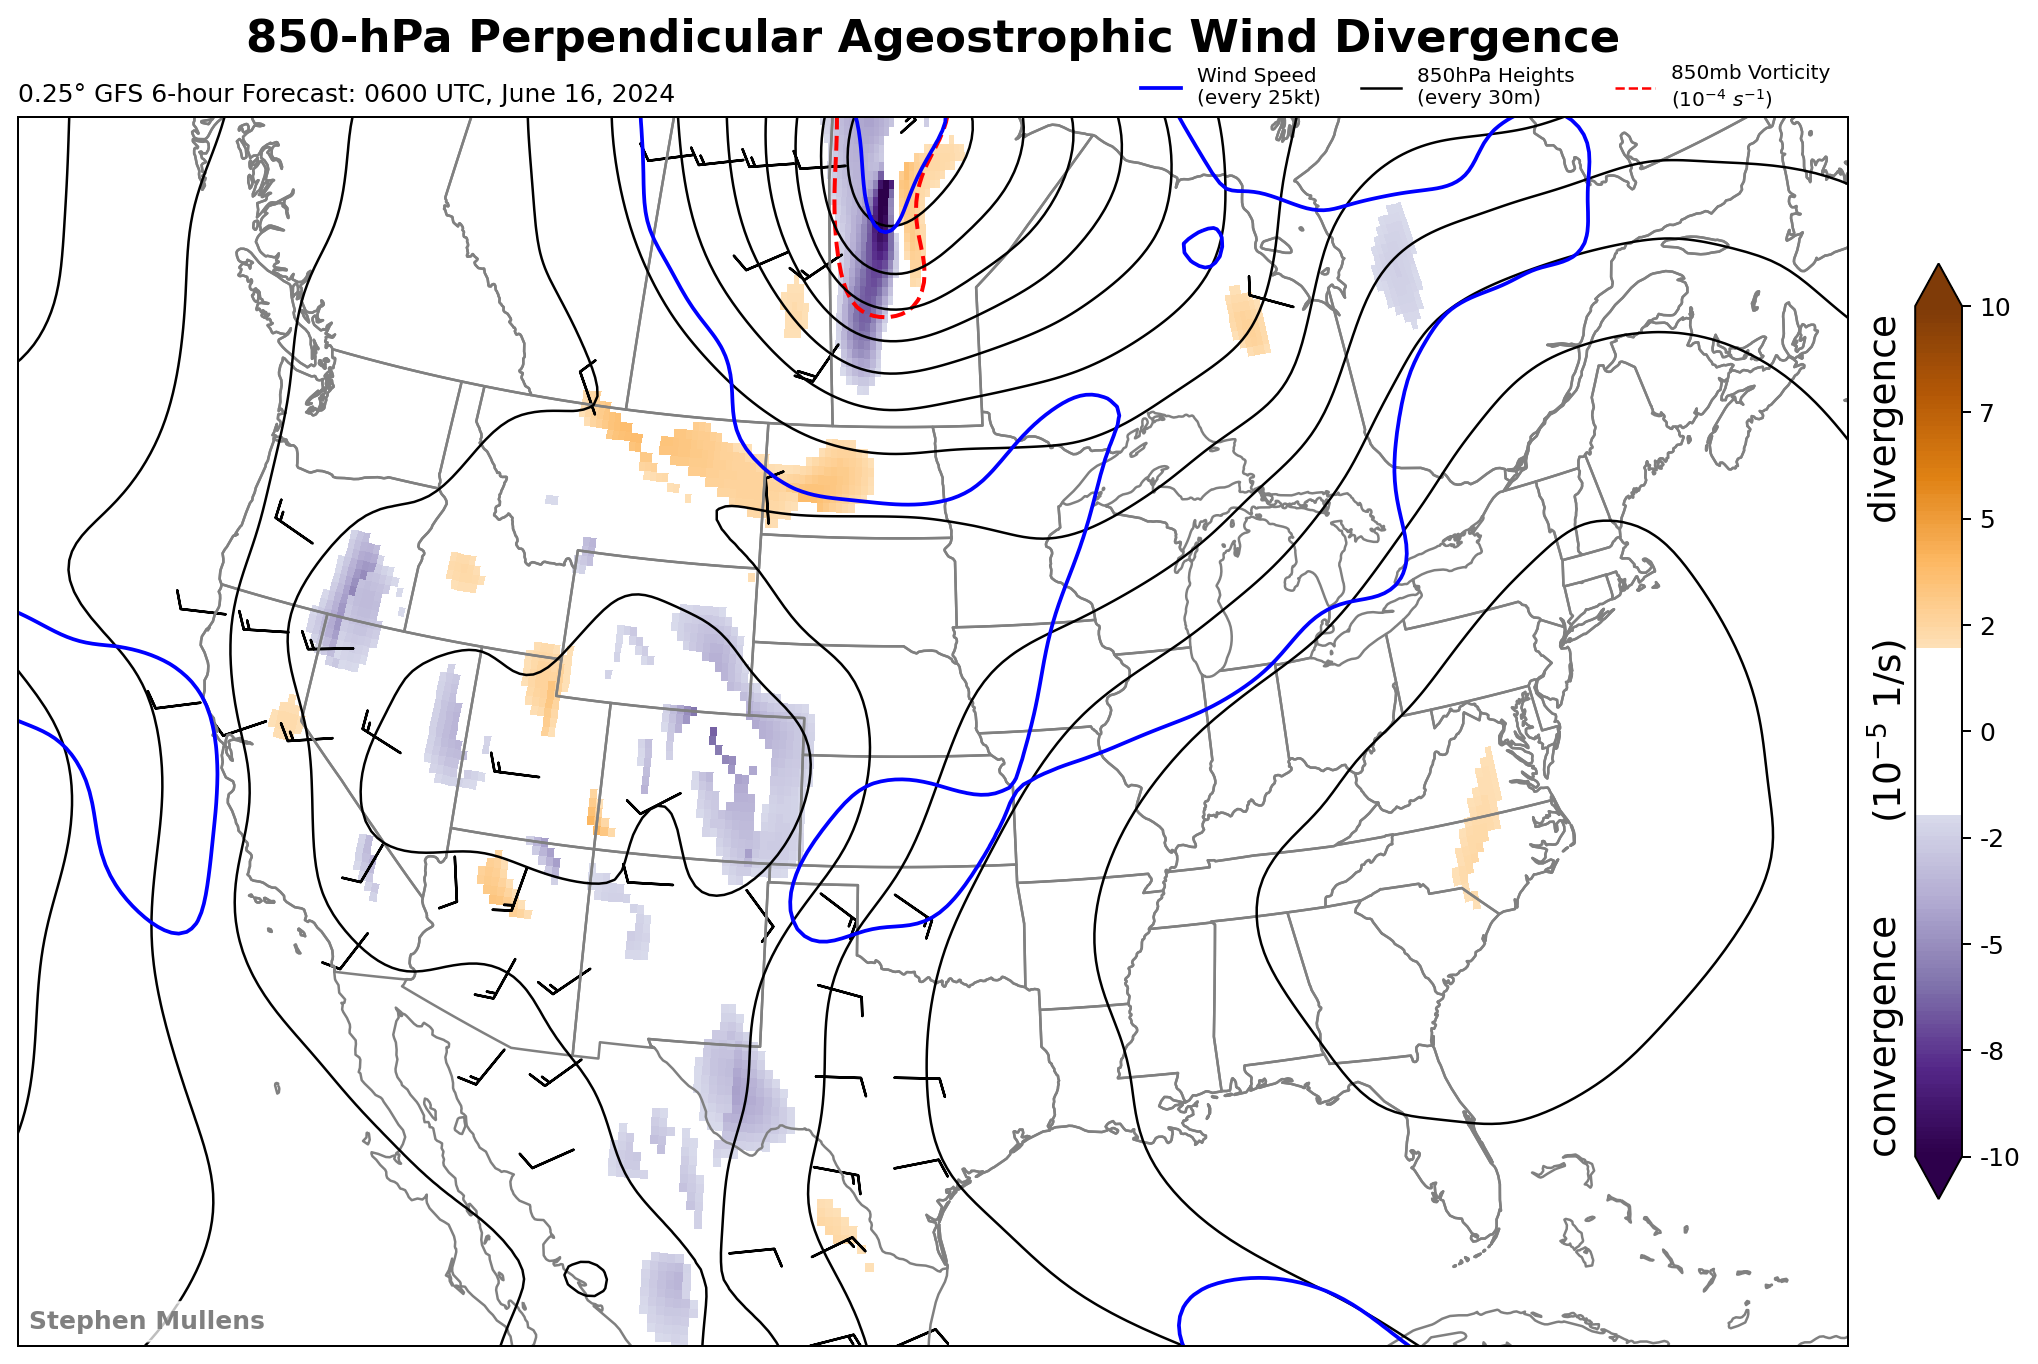 850-hPa Perpendicular Ageostrophic Wind Divergence
0.25° GFS 6-hour Forecast: 0600 UTC, June 16, 2024
Wind Speed
(every 25kt)
850hPa Heights
(every 30m)
850mb Vorticity
(10⁻⁴ s⁻¹)
10
7
5
2
0
-2
-5
-8
-10
convergence (10⁻⁵ 1/s) divergence
Stephen Mullens